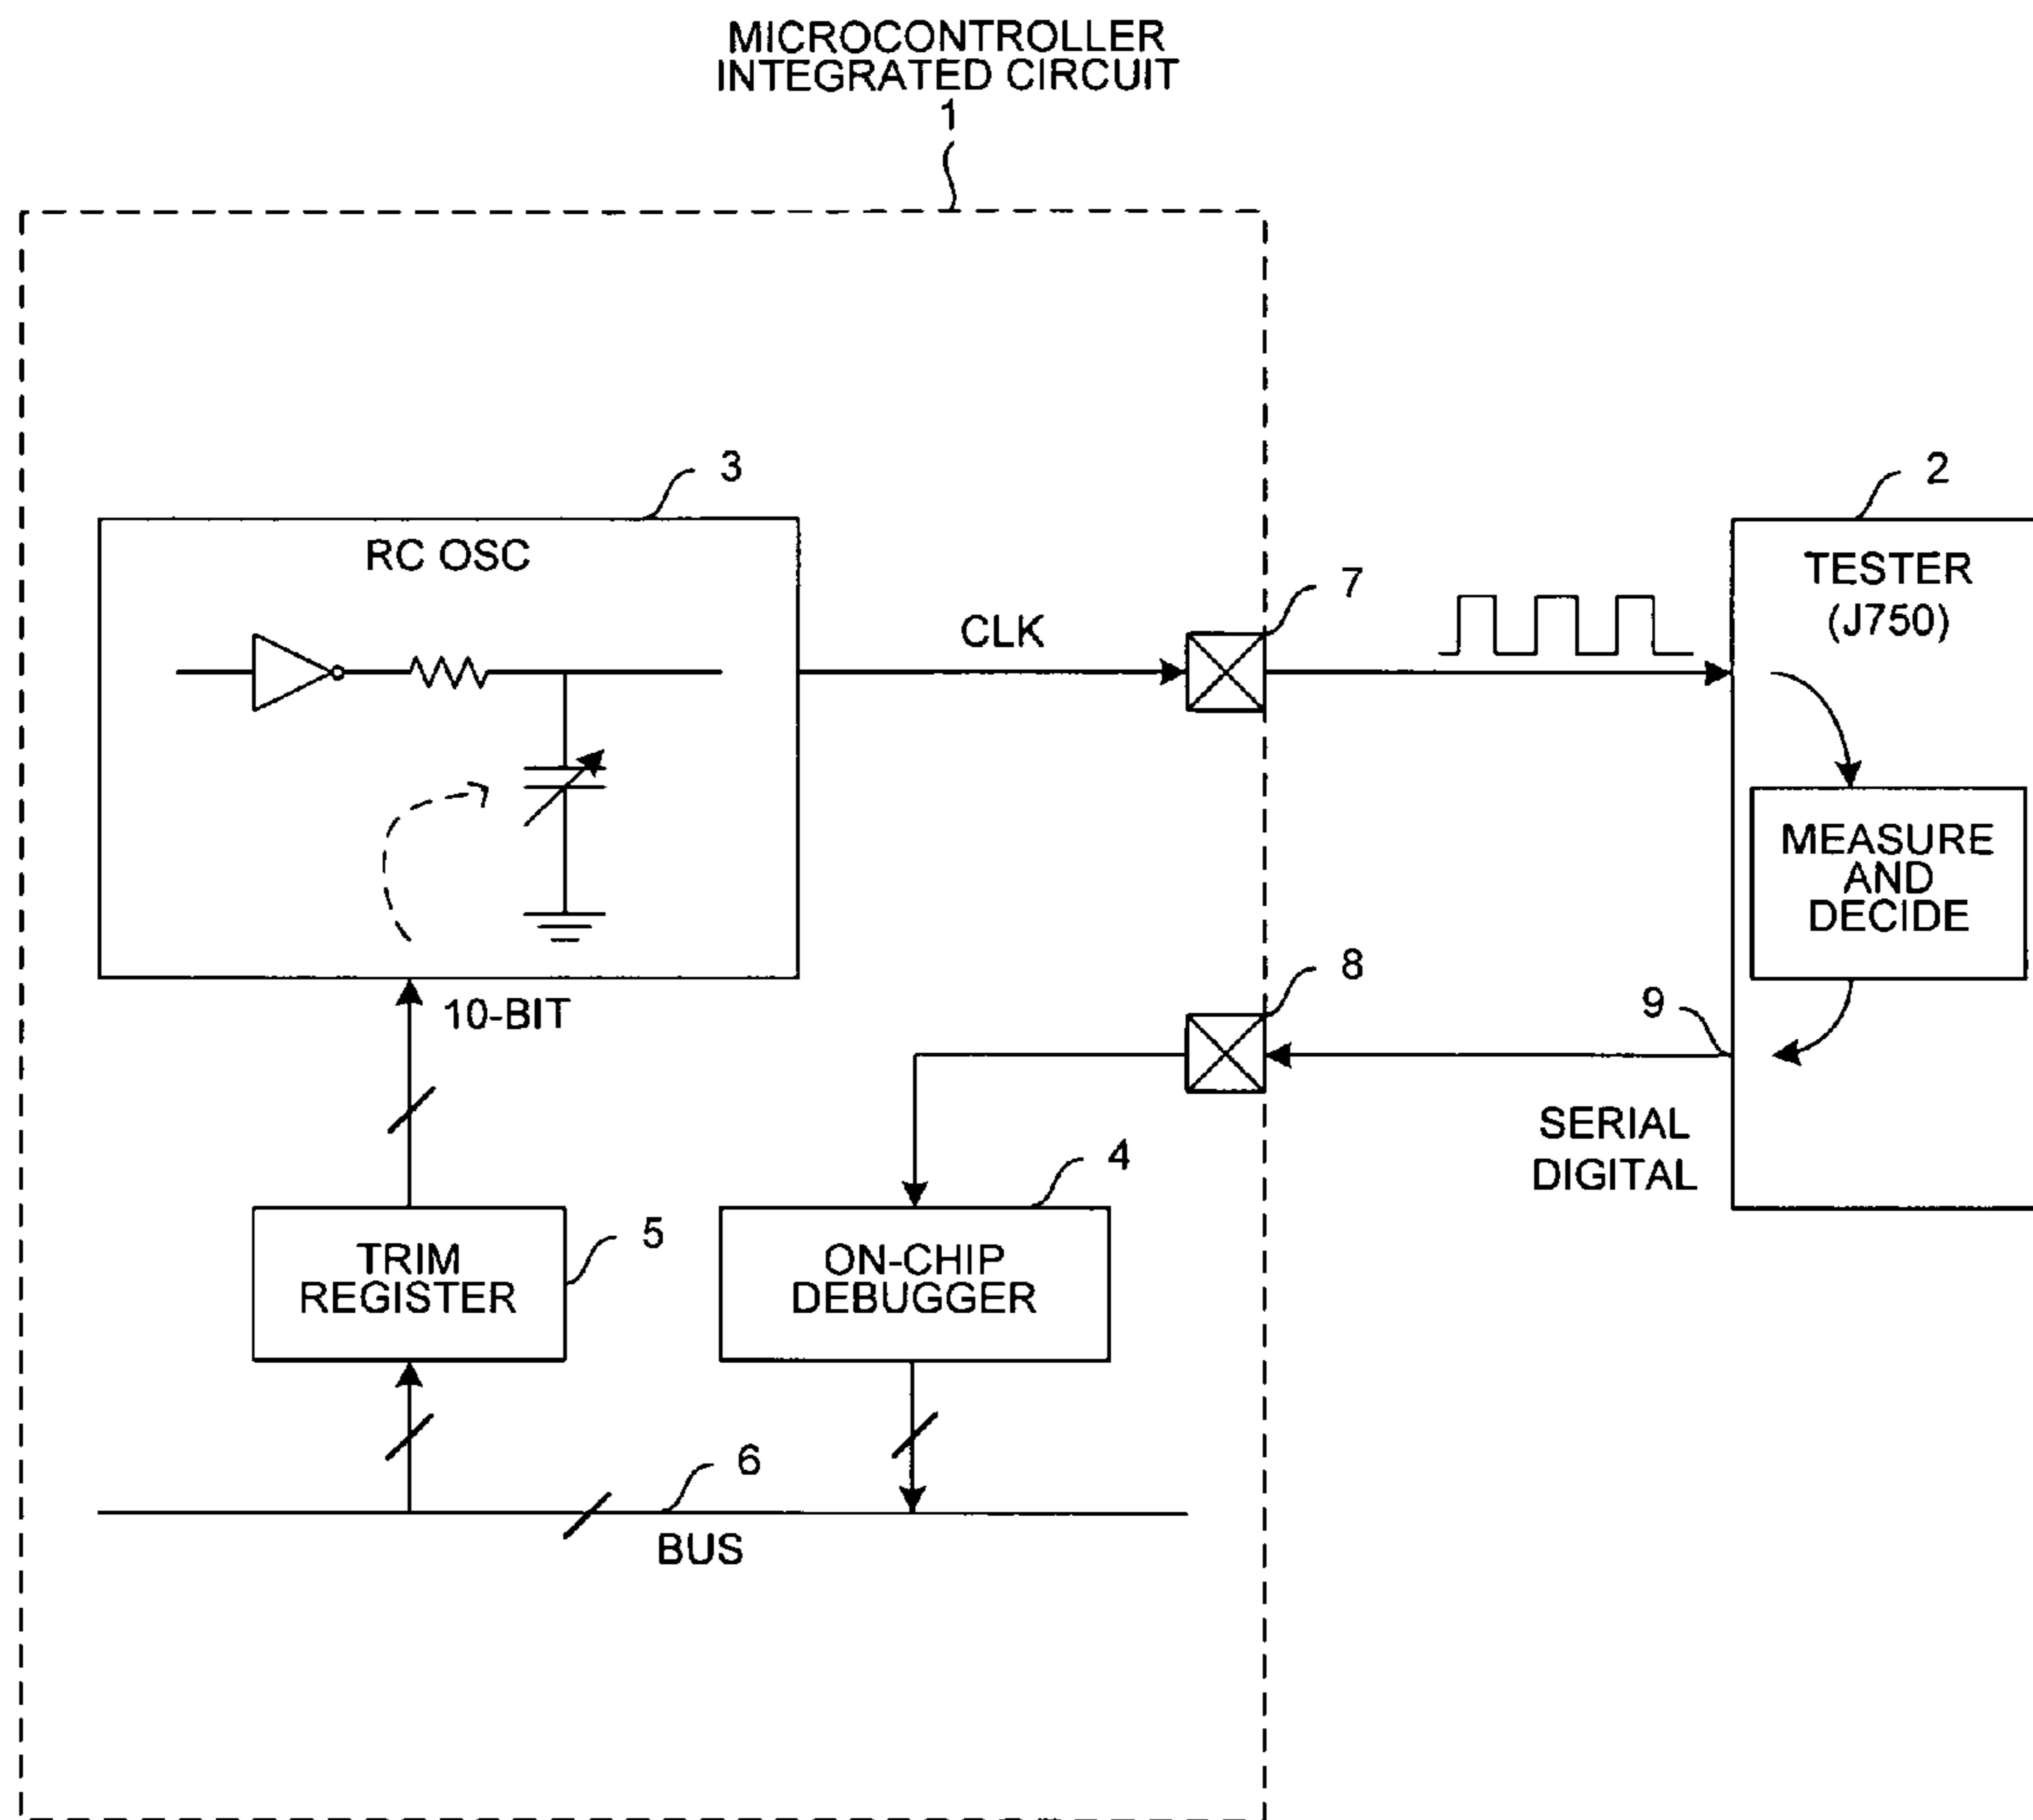 MICROCONTROLLER
INTEGRATED CIRCUIT
1
3
2
RC OSC
TESTER
(J750)
7
CLK
MEASURE
AND
DECIDE
8
9
10-BIT
SERIAL
DIGITAL
4
5
TRIM
REGISTER
ON-CHIP
DEBUGGER
6
BUS